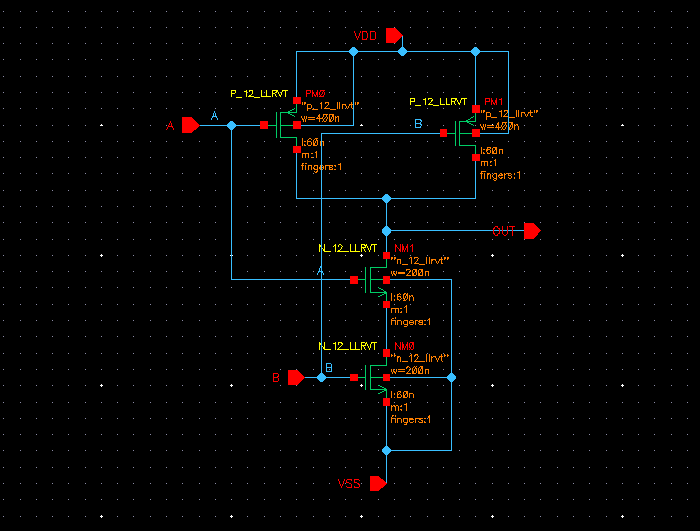 VDD
P_12_LLRVT
PM0
"p_12_llrvt"
w=400n
l:60n
m:1
fingers:1
P_12_LLRVT
PM1
"p_12_llrvt"
w=400n
l:60n
m:1
fingers:1
A
A
B
OUT
N_12_LLRVT
NM1
"n_12_llrvt"
w=200n
l:60n
m:1
fingers:1
A
N_12_LLRVT
NM0
"n_12_llrvt"
w=200n
l:60n
m:1
fingers:1
B
B
VSS